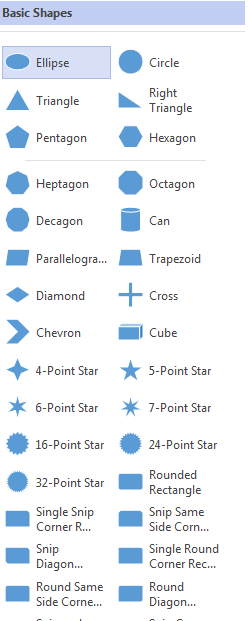 Basic Shapes
Ellipse
Circle
Triangle
Right
Triangle
Pentagon
Hexagon
Heptagon
Octagon
Decagon
Can
Parallelogra...
Trapezoid
Diamond
Cross
Chevron
Cube
4-Point Star
5-Point Star
6-Point Star
7-Point Star
16-Point Star
24-Point Star
32-Point Star
Rounded
Rectangle
Single Snip
Corner R...
Snip Same
Side Corn...
Snip
Diagon...
Single Round
Corner Rec...
Round Same
Side Corne...
Round
Diagon...